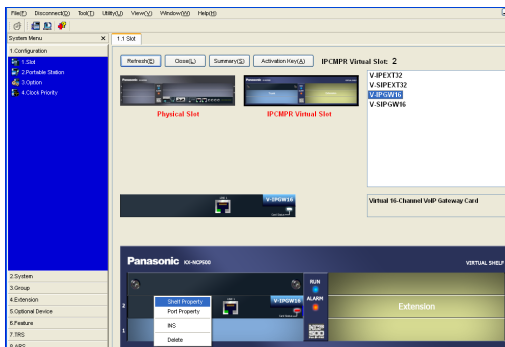 File(F) Disconnect(D) Tool(T) Utility(U) View(V) Window(W) Help(H)
System Menu X
1.1 Slot
1.Configuration
1.Slot
2.Portable Station
3.Option
4.Clock Priority
Refresh(E) Close(L) Summary(S) Activation Key(A) IPCMPR Virtual Slot: 2
V-IPEXT32
V-SIPEXT32
V-IPGW16
V-SIPGW16
Physical Slot
IPCMPR Virtual Slot
V-IPGW16
Virtual 16-Channel VoIP Gateway Card
Panasonic KX-NCP500
VIRTUAL SHELF
2.System
3.Group
4.Extension
5.Optional Device
6.Feature
7.TRS
8.ARS
RUN
ALARM
2
V-IPGW16
Extension
1
Shelf Property
Port Property
INS
Delete